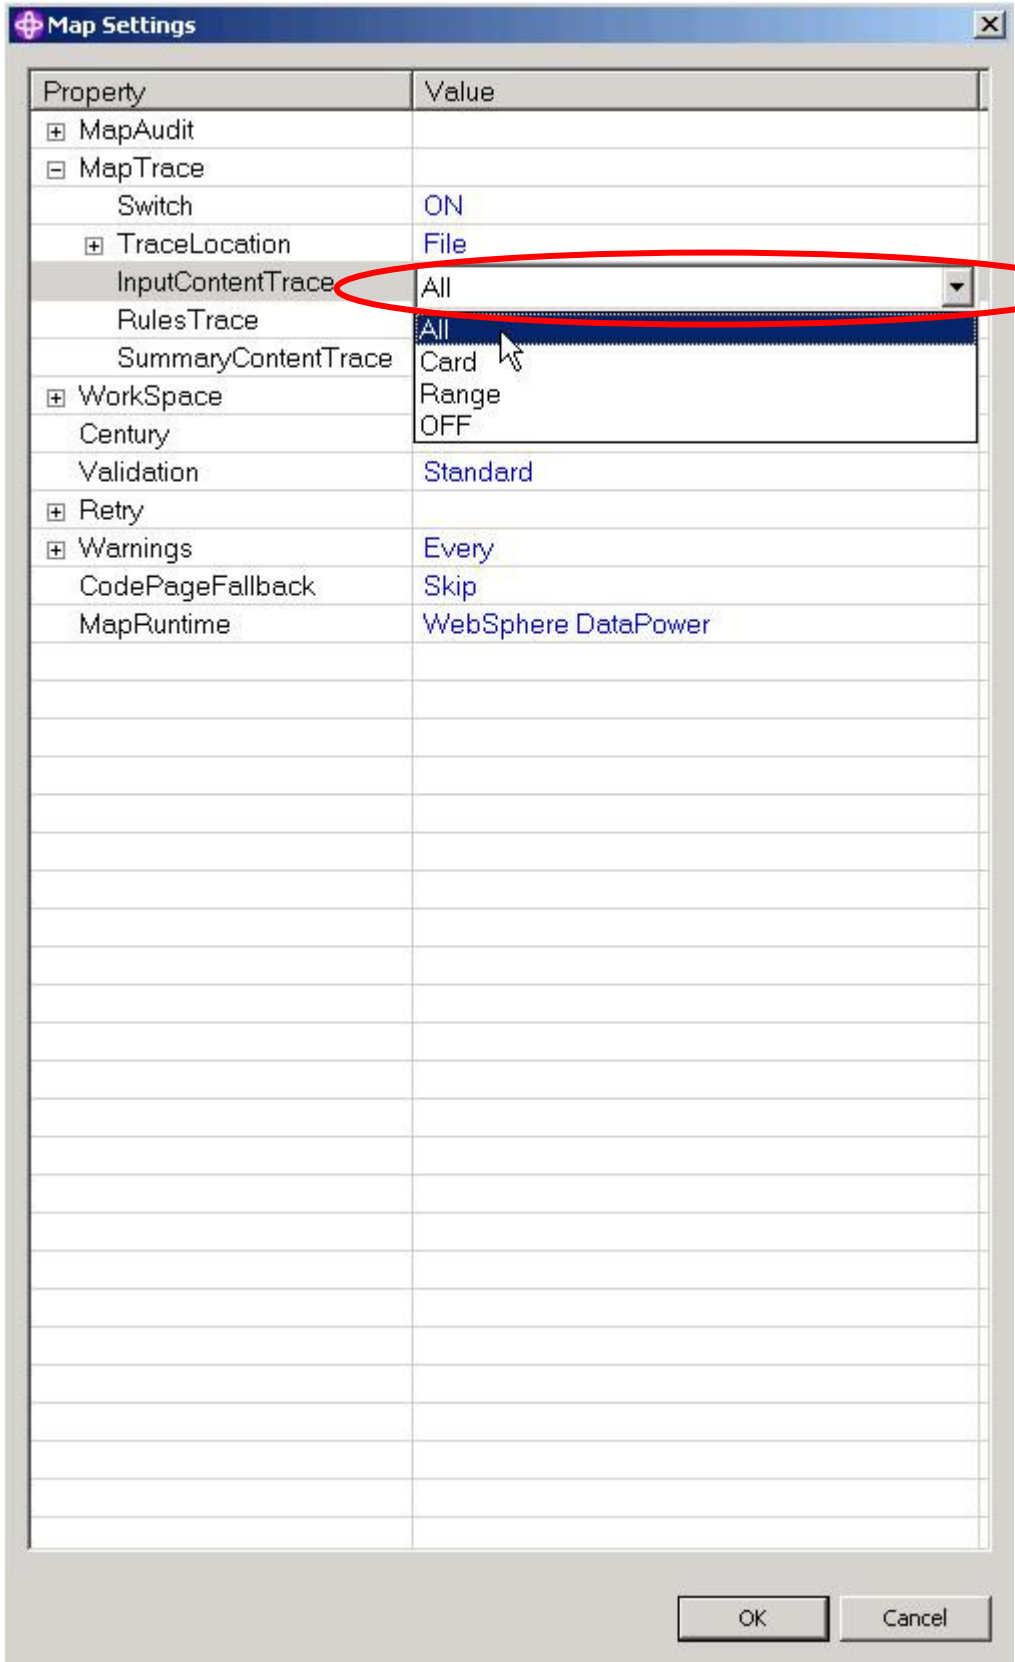 Map Settings
Property Value
MapAudit
MapTrace
Switch ON
TraceLocation File
InputContentTrace All
RulesTrace All
SummaryContentTrace Card
WorkSpace Range
Century OFF
Validation Standard
Retry
Warnings Every
CodePageFallback Skip
MapRuntime WebSphere DataPower
OK Cancel